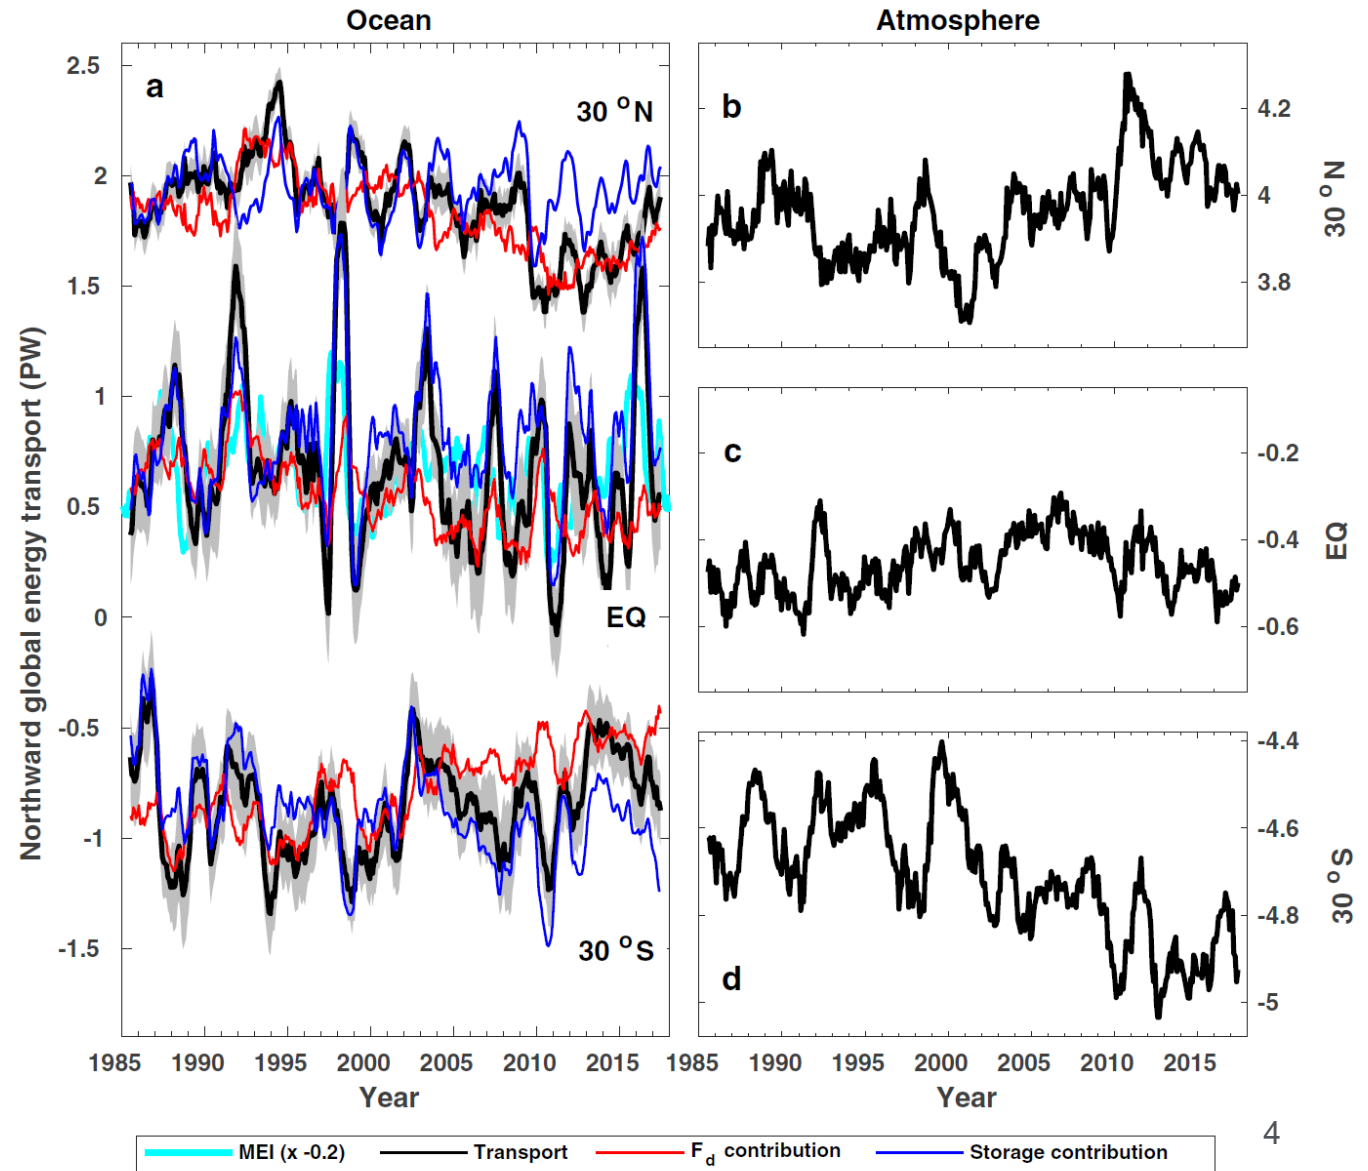 Ocean
Atmosphere
a
30 °N
EQ
30 °S
2.5
2
1.5
1
0.5
0
-0.5
-1
-1.5
Northward global energy transport (PW)
1985 1990 1995 2000 2005 2010 2015
Year
b
4.2
4
3.8
30 °N
c
-0.2
-0.4
-0.6
EQ
d
-4.4
-4.6
-4.8
-5
30 °S
1985 1990 1995 2000 2005 2010 2015
Year
MEI (x -0.2) Transport Fd contribution Storage contribution
4